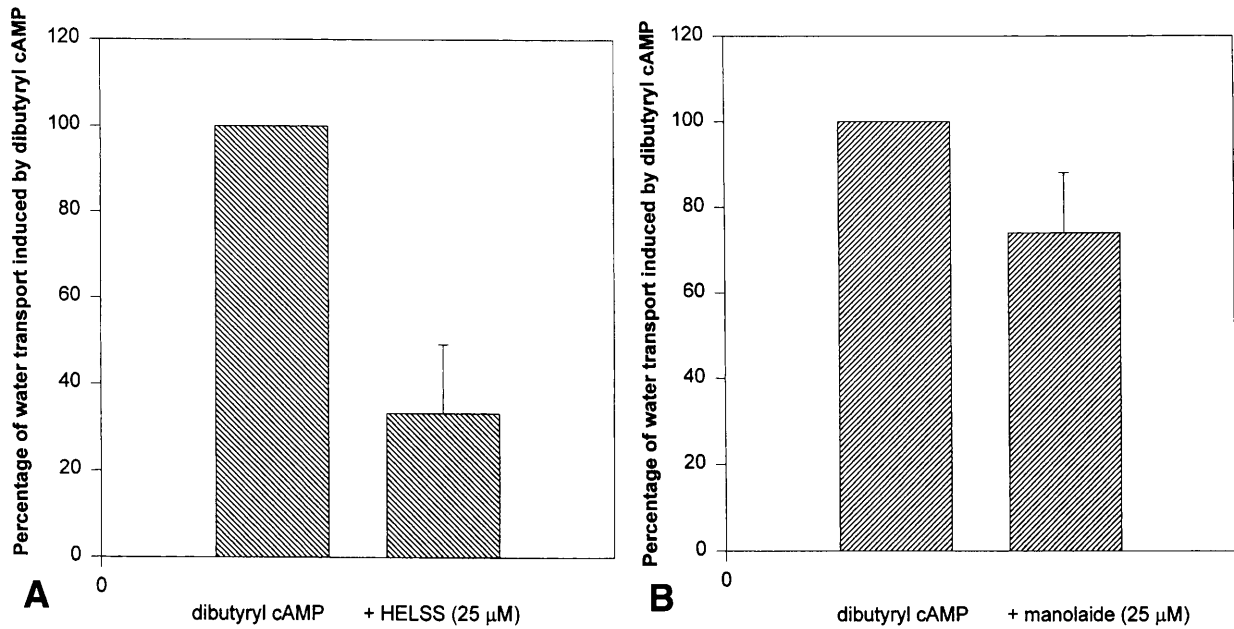 Percentage of water transport induced by dibutyryl cAMP
120
100
80
60
40
20
0
0
A
dibutyryl cAMP + HELSS (25 µM)
Percentage of water transport induced by dibutyryl cAMP
120
100
80
60
40
20
0
0
B
dibutyryl cAMP + manolaide (25 µM)